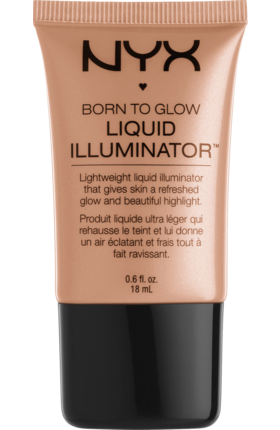 NYX
BORN TO GLOW
LIQUID
ILLUMINATOR™
Lightweight liquid illuminator
that gives skin a refreshed
glow and beautiful highlight.
Produit liquide ultra léger qui
rehausse le teint et lui donne
un air éclatant et frais tout à
fait ravissant.
0.6 fl. oz.
18 mL